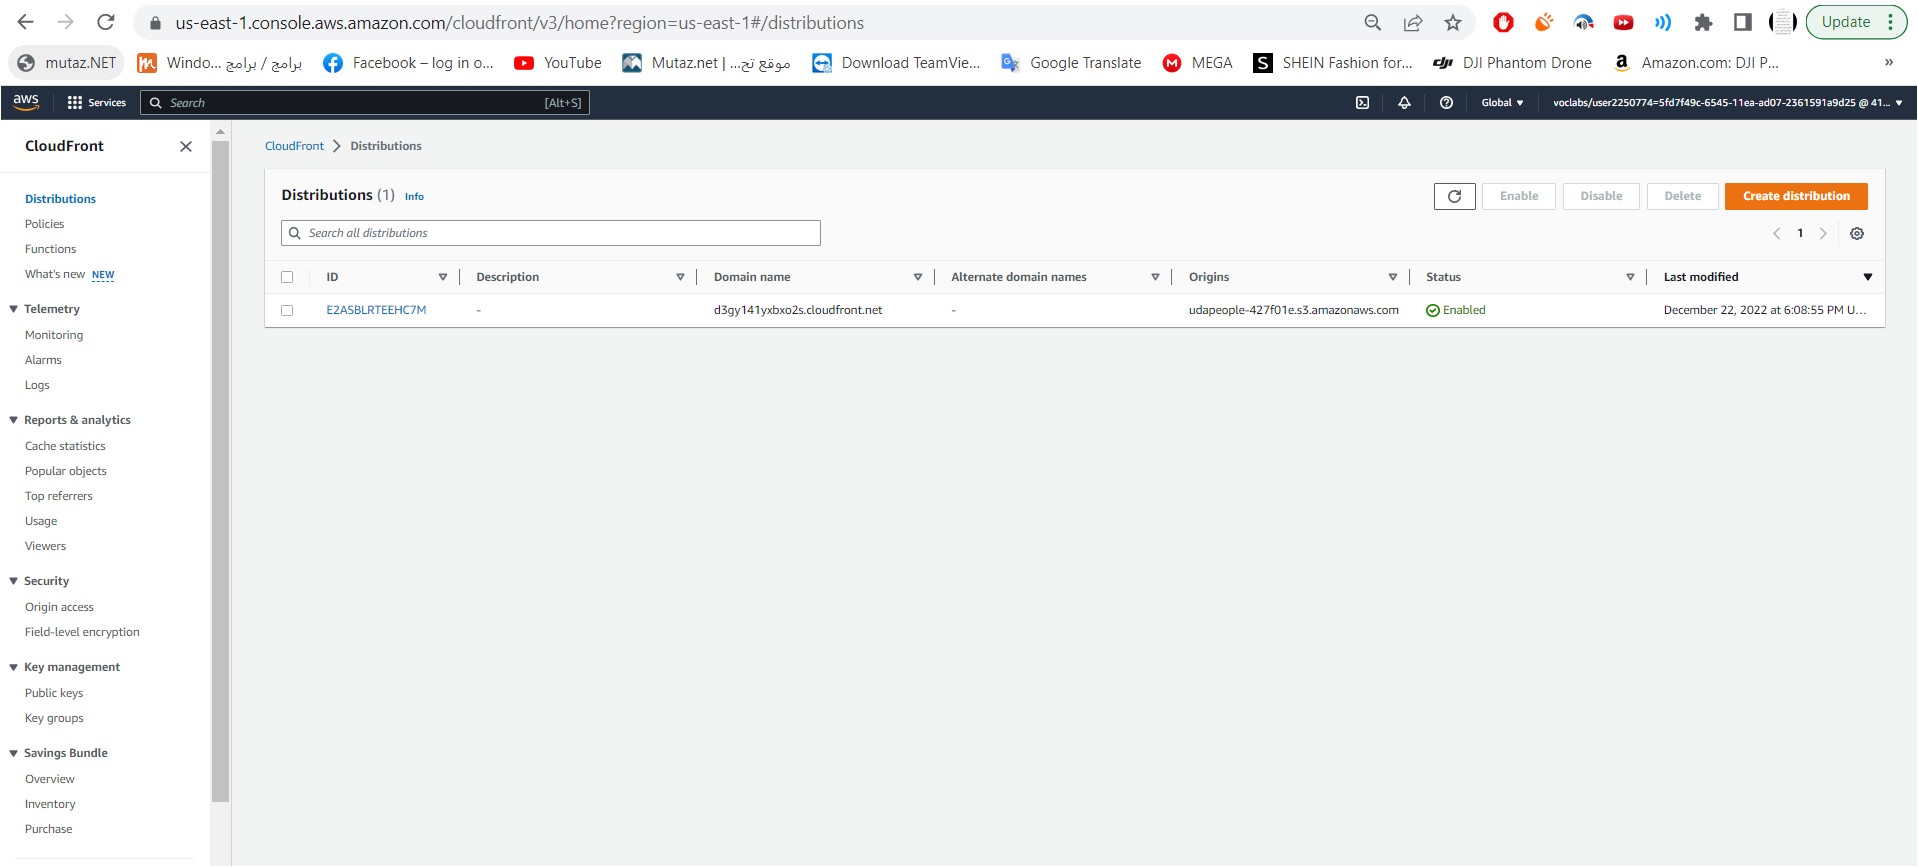 us-east-1.console.aws.amazon.com/cloudfront/v3/home?region=us-east-1#/distributions
Update
mutaz.NET
Windo... برامج / برامج
Facebook – log in o...
YouTube
Mutaz.net | موقع تح...
Download TeamVie...
Google Translate
MEGA
SHEIN Fashion for...
DJI Phantom Drone
Amazon.com: DJI P...
»
aws
Services
Search
[Alt+S]
Global
voclabs/user2250774=5fd7f49c-6545-11ea-ad07-2361591a9d25 @ 41...
CloudFront
Distributions
Policies
Functions
What's new NEW
Telemetry
Monitoring
Alarms
Logs
Reports & analytics
Cache statistics
Popular objects
Top referrers
Usage
Viewers
Security
Origin access
Field-level encryption
Key management
Public keys
Key groups
Savings Bundle
Overview
Inventory
Purchase
CloudFront > Distributions
Distributions (1) Info
Enable
Disable
Delete
Create distribution
Search all distributions
1
ID Description Domain name Alternate domain names Origins Status Last modified
E2ASBLRTEEHC7M - d3gy141yxbxo2s.cloudfront.net - udapeople-427f01e.s3.amazonaws.com Enabled December 22, 2022 at 6:08:55 PM U...